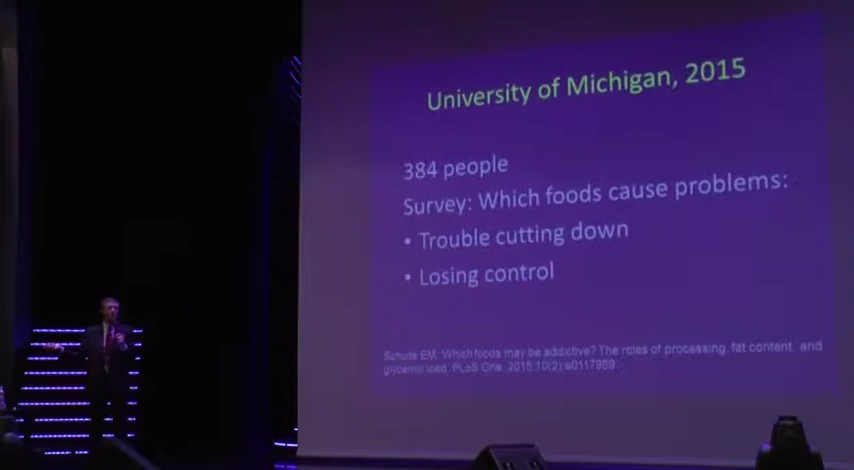 University of Michigan, 2015
384 people
Survey: Which foods cause problems:
• Trouble cutting down
• Losing control
Schulte EM. Which foods may be addictive? The roles of processing, fat content, and
glycemic load. PLoS One. 2015;10(2):e0117959